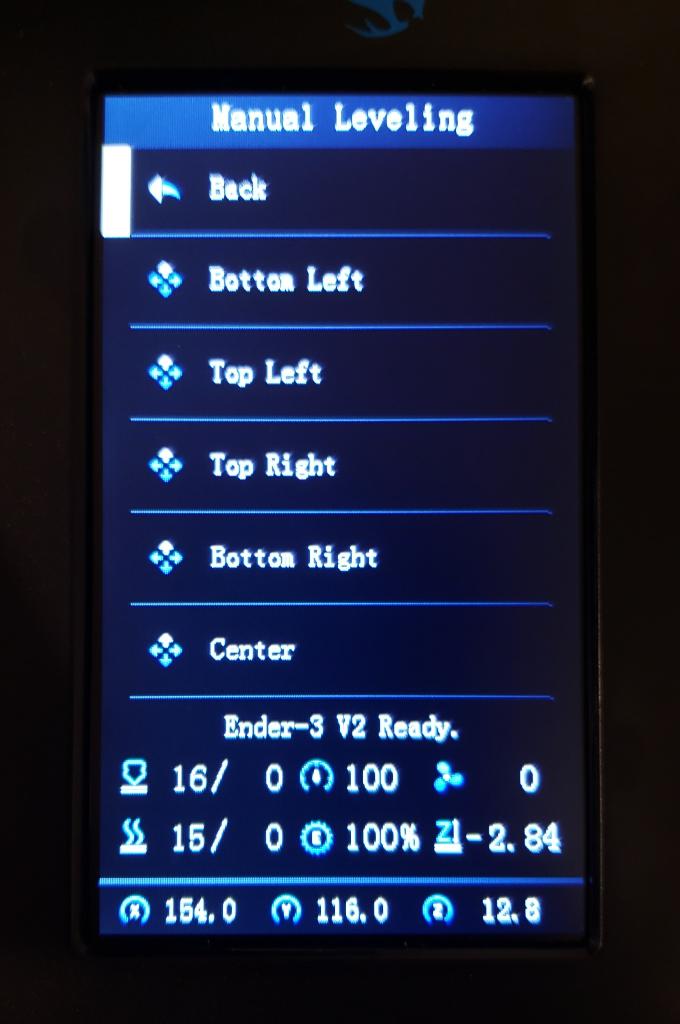 Manual Leveling
Back
Bottom Left
Top Left
Top Right
Bottom Right
Center
Ender-3 V2 Ready.
16/ 0 100 0
15/ 0 E 100% Z -2.84
X 154.0 Y 116.0 Z 12.8